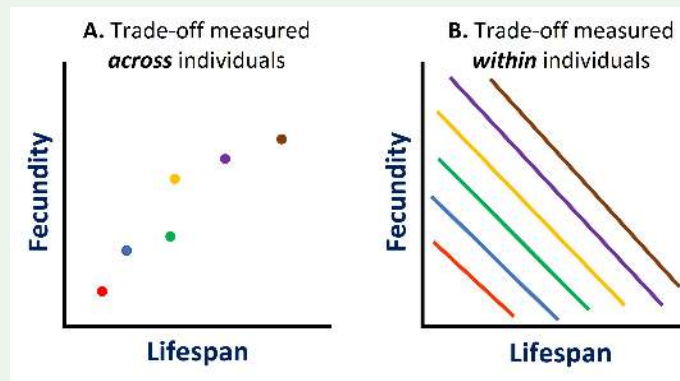 A. Trade-off measured
across individuals
Fecundity
Lifespan
B. Trade-off measured
within individuals
Fecundity
Lifespan